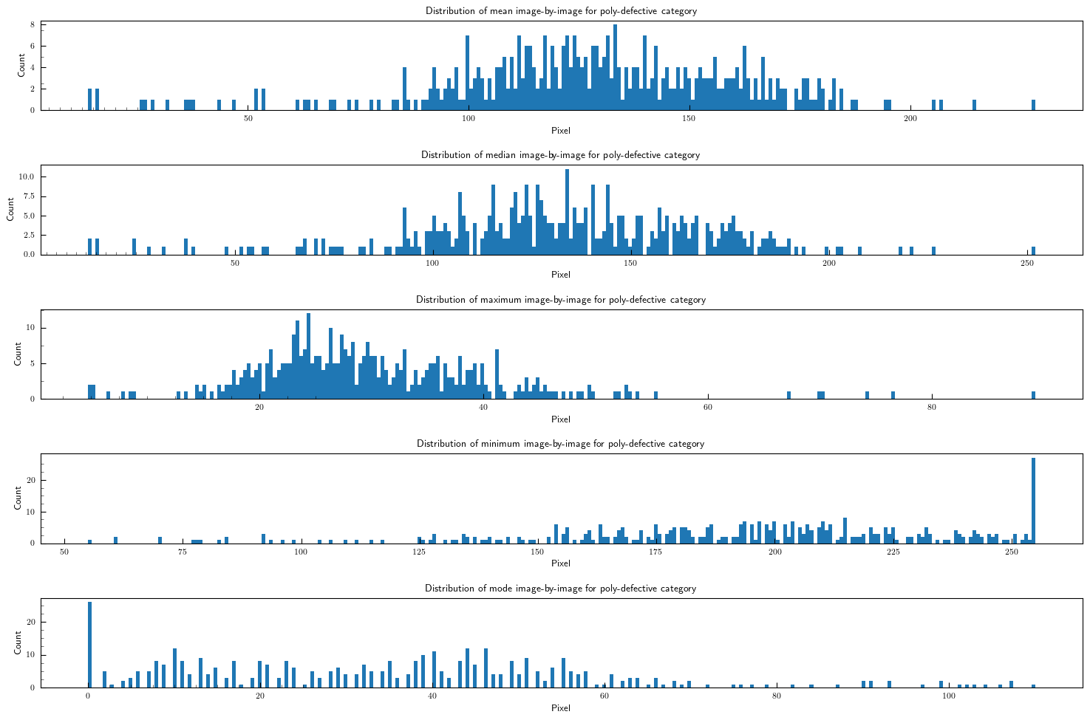 Distribution of mean image-by-image for poly-defective category
8
6
4
2
0
Count
50 100 150 200
Pixel
Distribution of median image-by-image for poly-defective category
10.0
7.5
5.0
2.5
0.0
Count
50 100 150 200 250
Pixel
Distribution of maximum image-by-image for poly-defective category
10
5
0
Count
20 40 60 80
Pixel
Distribution of minimum image-by-image for poly-defective category
20
10
0
Count
50 75 100 125 150 175 200 225 250
Pixel
Distribution of mode image-by-image for poly-defective category
20
10
0
Count
0 20 40 60 80 100
Pixel